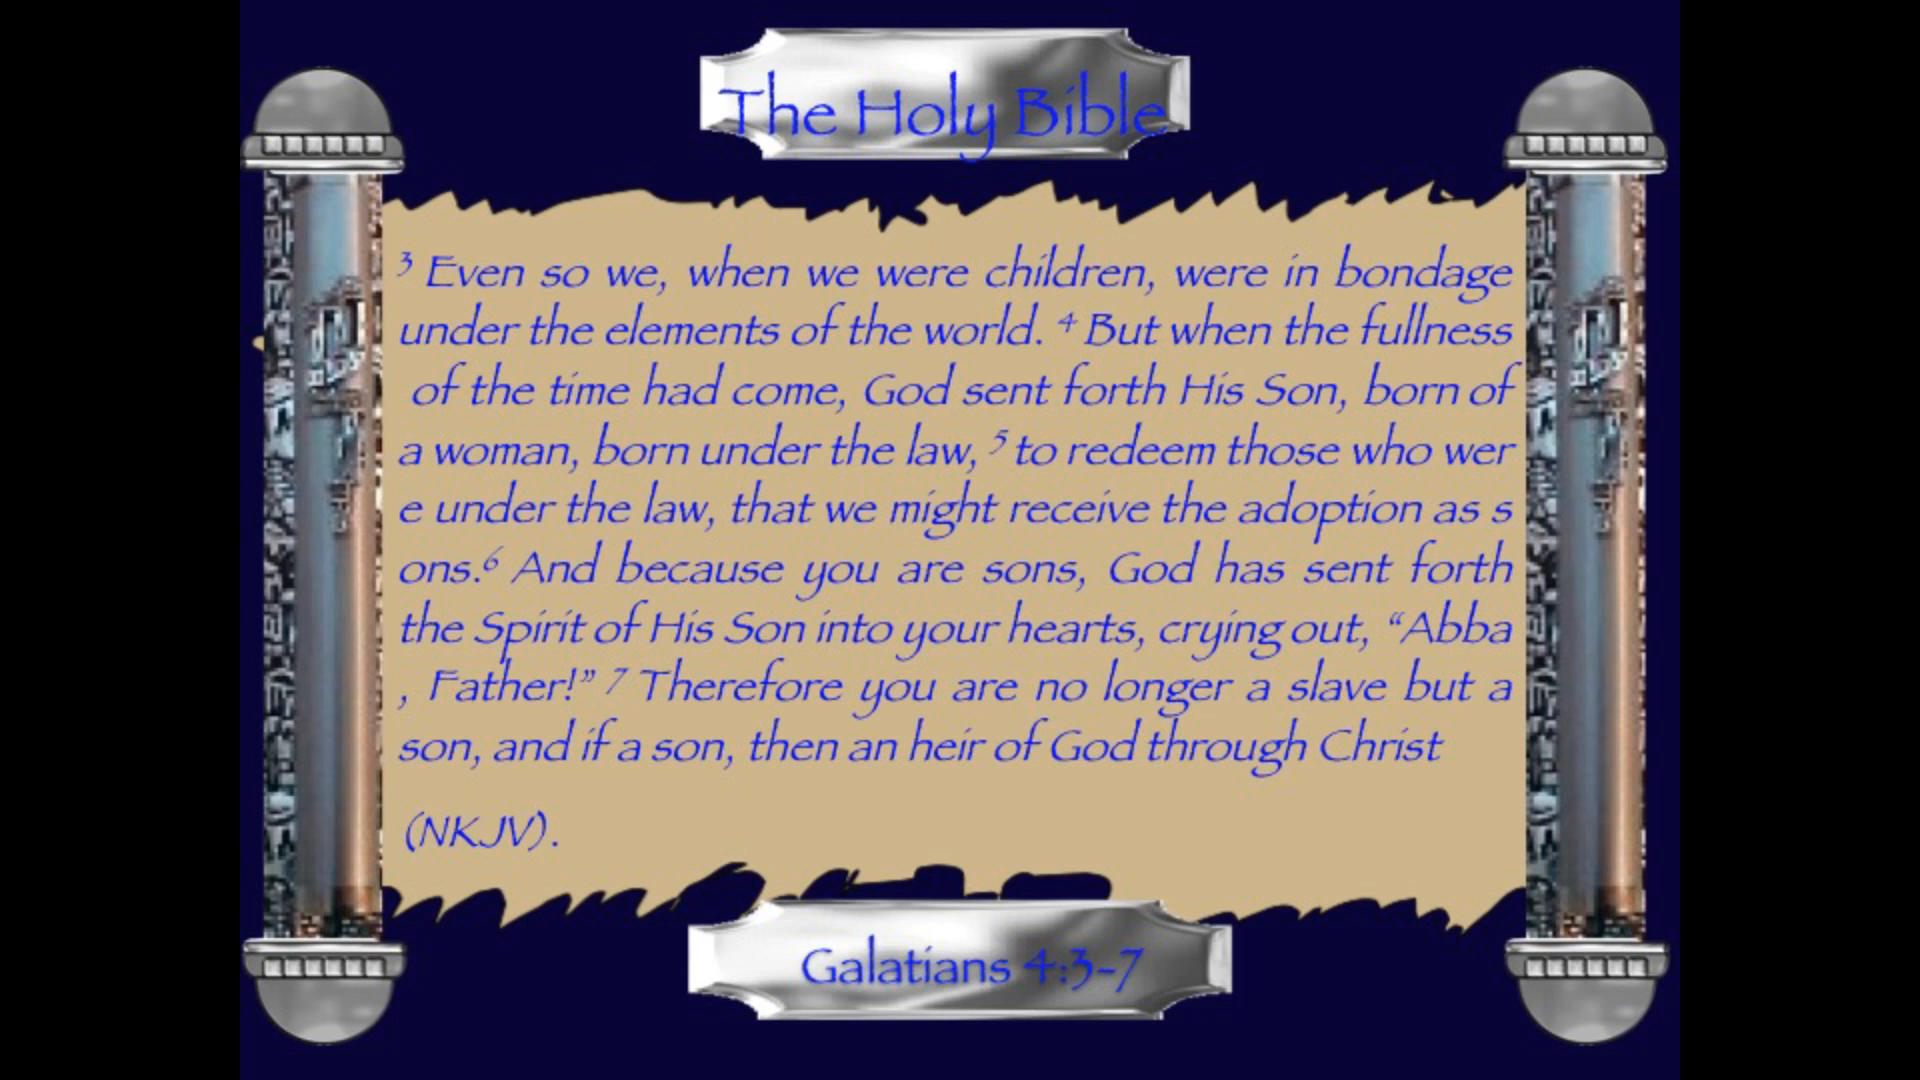 The Holy Bible
3 Even so we, when we were children, were in bondage
under the elements of the world. 4 But when the fullness
of the time had come, God sent forth His Son, born of
a woman, born under the law, 5 to redeem those who wer
e under the law, that we might receive the adoption as s
ons.6 And because you are sons, God has sent forth
the Spirit of His Son into your hearts, crying out, “Abba
, Father!” 7 Therefore you are no longer a slave but a
son, and if a son, then an heir of God through Christ
(NKJV).
Galatians 4:3-7